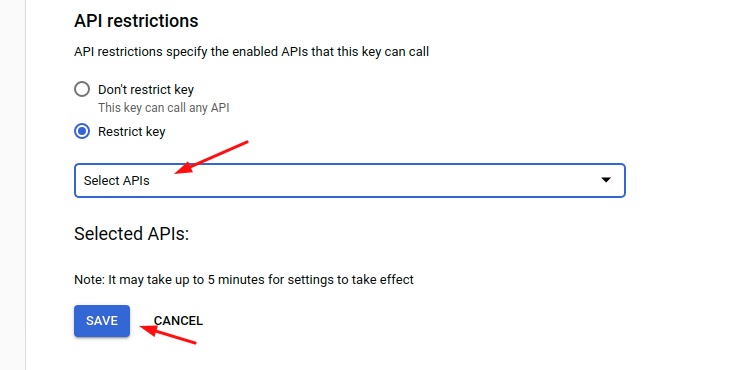 API restrictions
API restrictions specify the enabled APIs that this key can call
Don't restrict key
This key can call any API
Restrict key
Select APIs
Selected APIs:
Note: It may take up to 5 minutes for settings to take effect
SAVE CANCEL